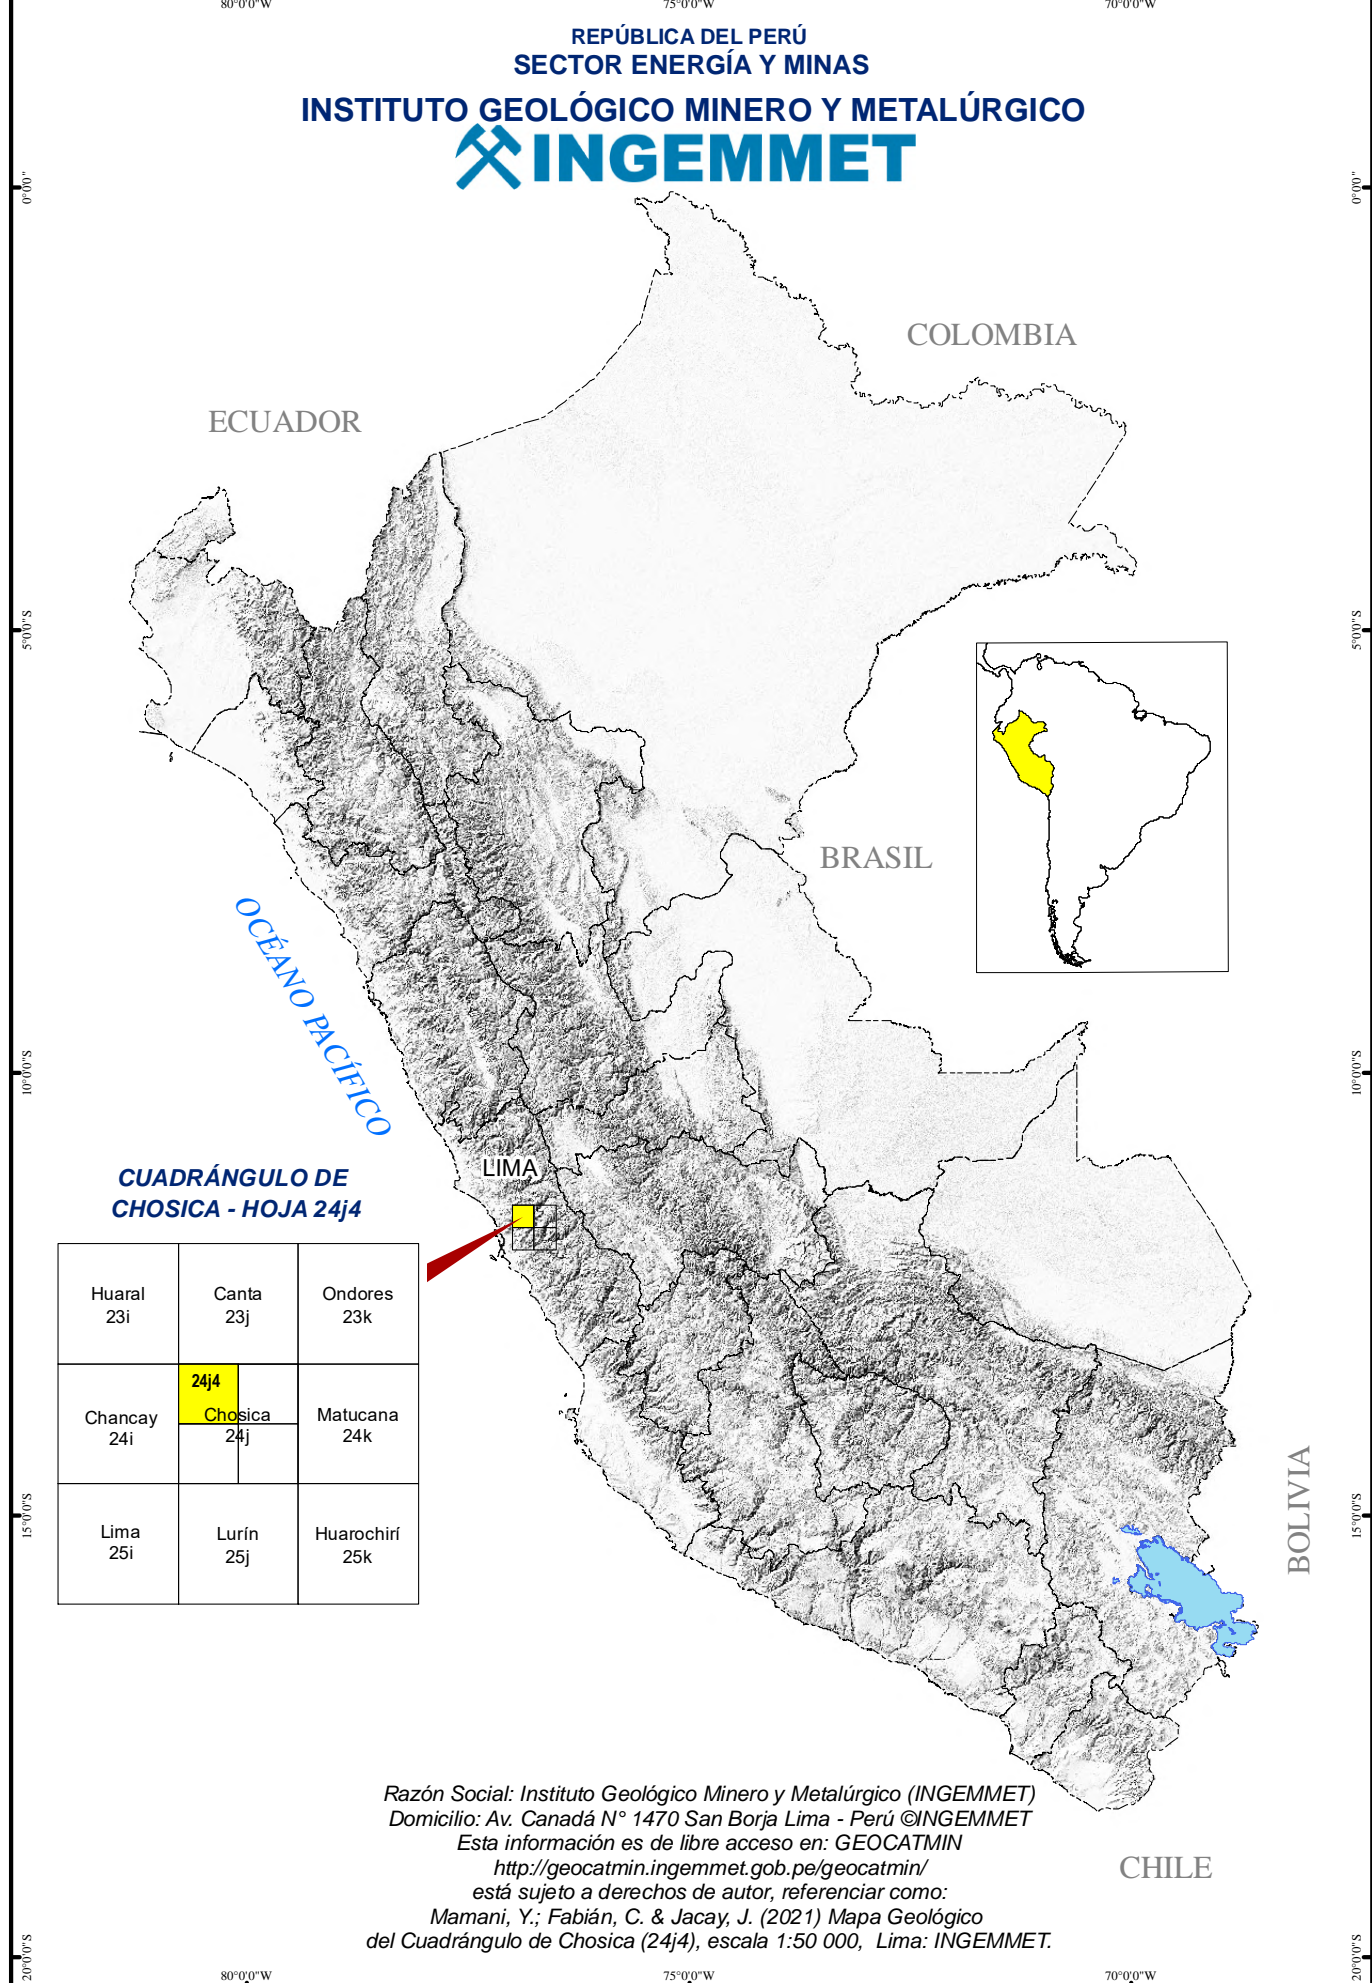 80°0'0"W
75°0'0"W
70°0'0"W
REPÚBLICA DEL PERÚ
SECTOR ENERGÍA Y MINAS
INSTITUTO GEOLÓGICO MINERO Y METALÚRGICO
INGEMMET
0°0'0"
0°0'0"
COLOMBIA
ECUADOR
5°0'0"S
5°0'0"S
BRASIL
OCÉANO PACÍFICO
10°0'0"S
10°0'0"S
LIMA
CUADRÁNGULO DE
CHOSICA - HOJA 24j4
Huaral
23i
Canta
23j
Ondores
23k
24j4
Chancay
24i
Chosica
24j
Matucana
24k
Lima
25i
Lurín
25j
Huarochirí
25k
15°0'0"S
15°0'0"S
BOLIVIA
Razón Social: Instituto Geológico Minero y Metalúrgico (INGEMMET)
Domicilio: Av. Canadá N° 1470 San Borja Lima - Perú ©INGEMMET
Esta información es de libre acceso en: GEOCATMIN
http://geocatmin.ingemmet.gob.pe/geocatmin/
está sujeto a derechos de autor, referenciar como:
Mamani, Y.; Fabián, C. & Jacay, J. (2021) Mapa Geológico
del Cuadrángulo de Chosica (24j4), escala 1:50 000, Lima: INGEMMET.
CHILE
20°0'0"S
20°0'0"S
80°0'0"W
75°0'0"W
70°0'0"W